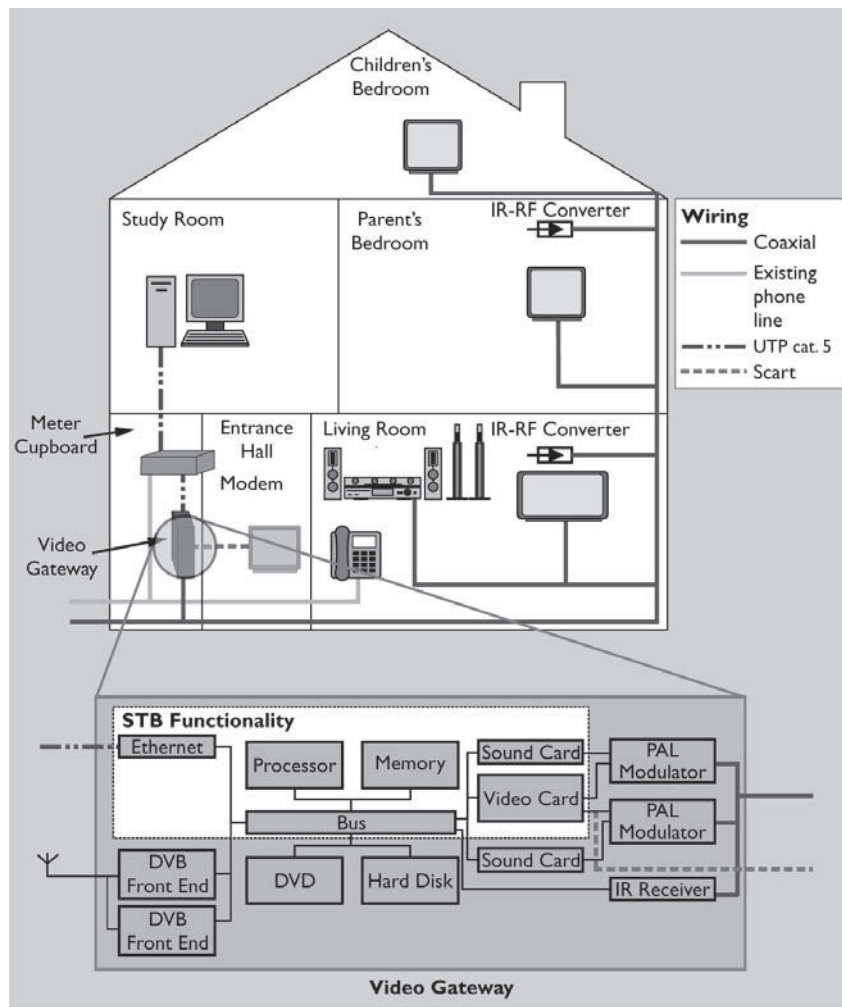 Children's
Bedroom
Study Room
Parent's
Bedroom
IR-RF Converter
Wiring
Coaxial
Existing
phone
line
UTP cat. 5
Scart
Meter
Cupboard
Entrance
Hall
Modem
Living Room
IR-RF Converter
Video
Gateway
STB Functionality
Ethernet
Processor
Memory
Sound Card
PAL
Modulator
Video Card
Bus
PAL
Modulator
DVB
Front End
DVD
Hard Disk
Sound Card
IR Receiver
DVB
Front End
Video Gateway